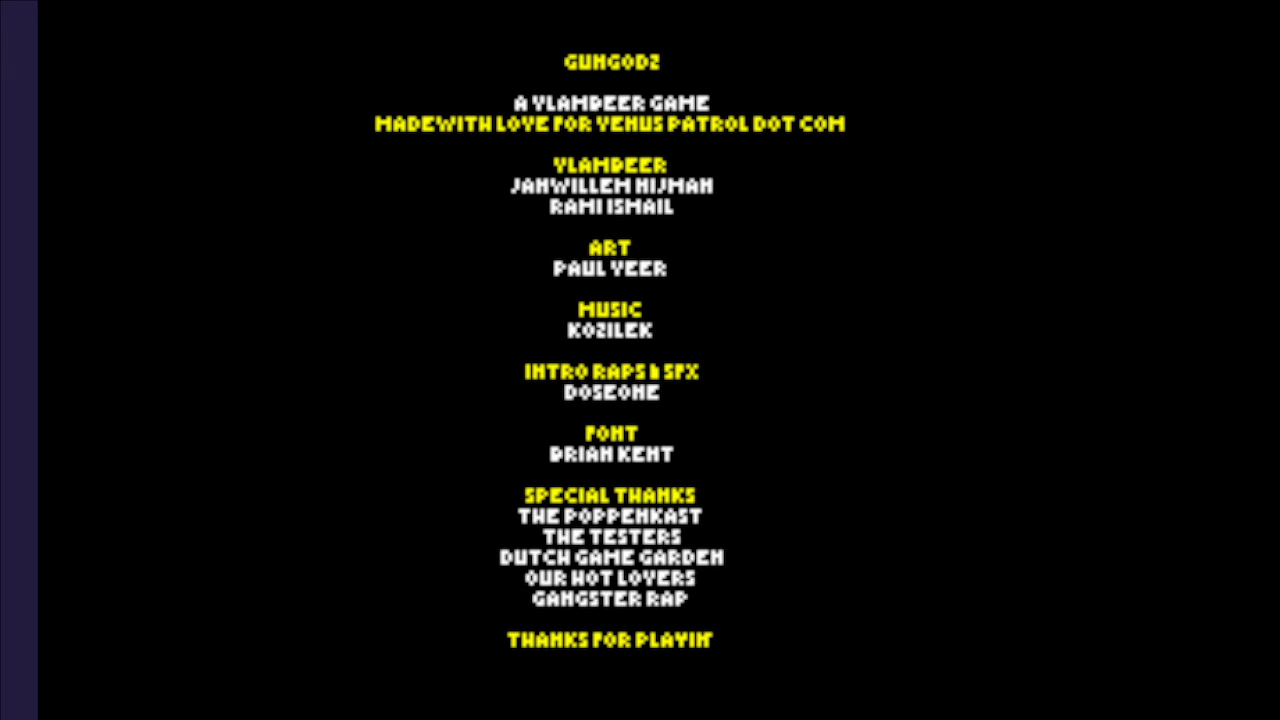 GUNGODZ
A VLAMBEER GAME
MADEWITH LOVE FOR VENUS PATROL DOT COM
VLAMBEER
JANWILLEM NIJMAN
RAMI ISMAIL
ART
PAUL VEER
MUSIC
KOZILEK
INTRO RAPS & SFX
DOSEONE
FONT
BRIAN KENT
SPECIAL THANKS
THE POPPENKAST
THE TESTERS
DUTCH GAME GARDEN
OUR HOT LOVERS
GANGSTER RAP
THANKS FOR PLAYIN'